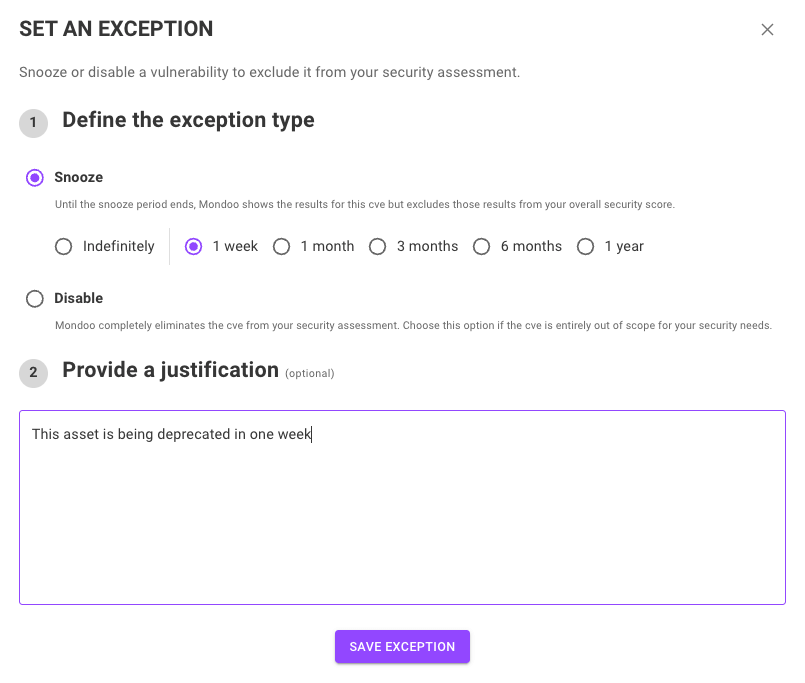 SET AN EXCEPTION
Snooze or disable a vulnerability to exclude it from your security assessment.
1 Define the exception type
Snooze
Until the snooze period ends, Mondoo shows the results for this cve but excludes those results from your overall security score.
Indefinitely 1 week 1 month 3 months 6 months 1 year
Disable
Mondoo completely eliminates the cve from your security assessment. Choose this option if the cve is entirely out of scope for your security needs.
2 Provide a justification (optional)
This asset is being deprecated in one week
SAVE EXCEPTION